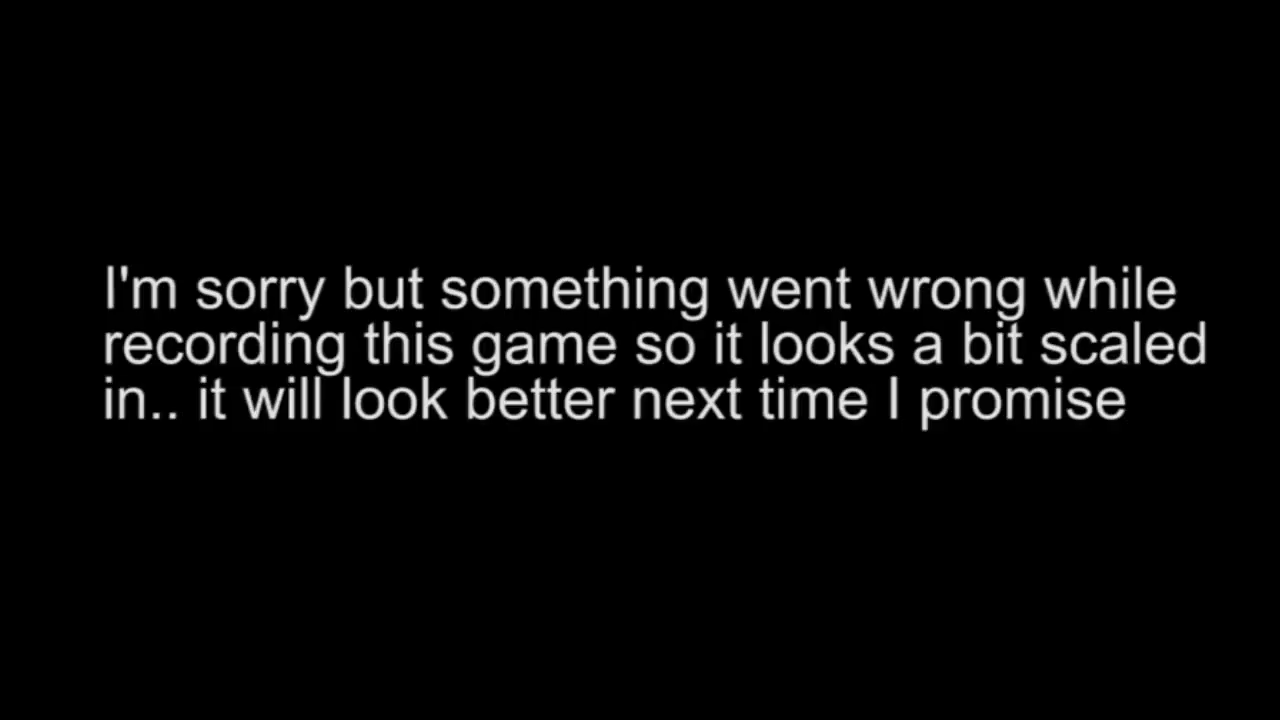 I'm sorry but something went wrong while
recording this game so it looks a bit scaled
in.. it will look better next time I promise